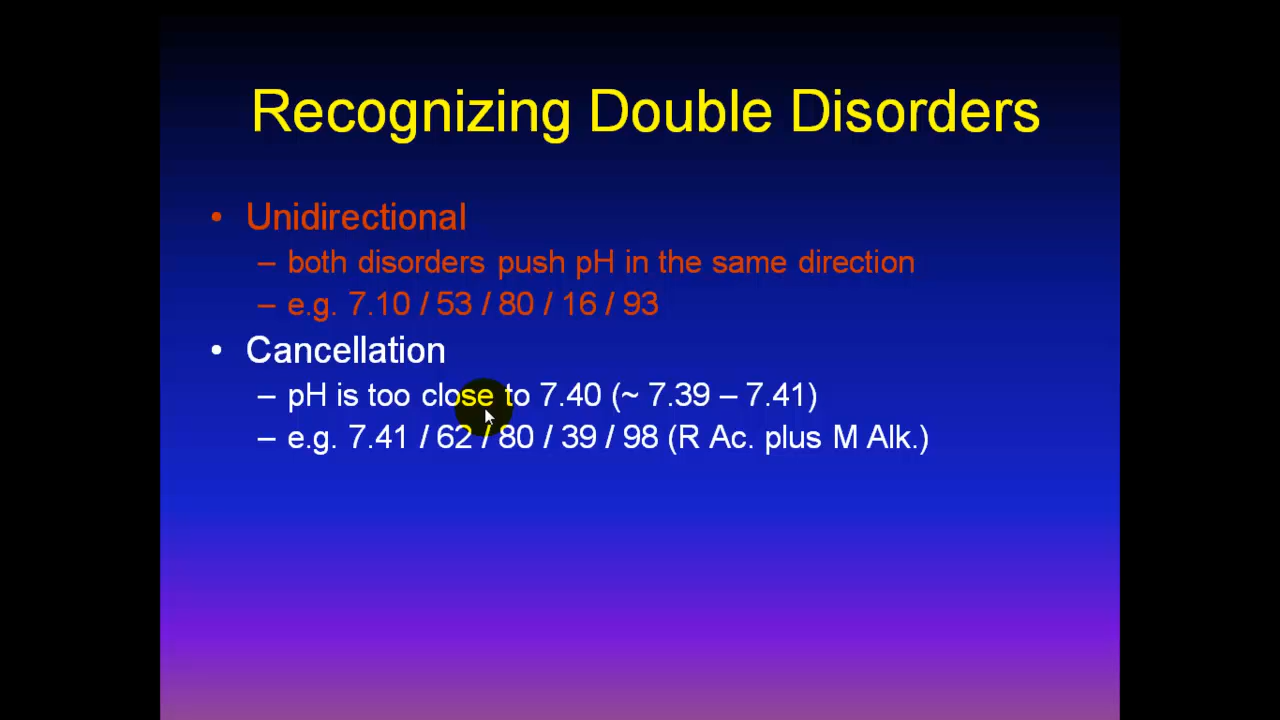 Recognizing Double Disorders
• Unidirectional
– both disorders push pH in the same direction
– e.g. 7.10 / 53 / 80 / 16 / 93
• Cancellation
– pH is too close to 7.40 (~ 7.39 – 7.41)
– e.g. 7.41 / 62 / 80 / 39 / 98 (R Ac. plus M Alk.)